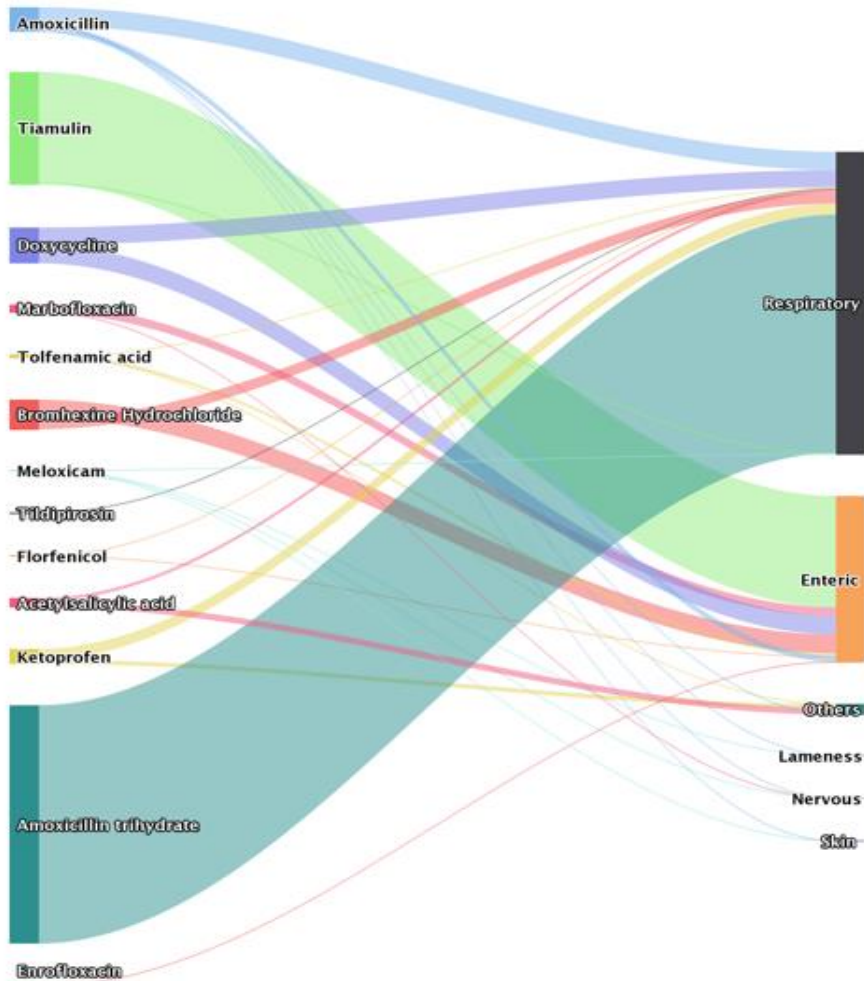 Amoxicillin
Tiamulin
Doxycycline
Marbofloxacin
Tolfenamic acid
Bromhexine Hydrochloride
Meloxicam
Tildipirosin
Florfenicol
Acetylsalicylic acid
Ketoprofen
Amoxicillin trihydrate
Enrofloxacin
Respiratory
Enteric
Others
Lameness
Nervous
Skin